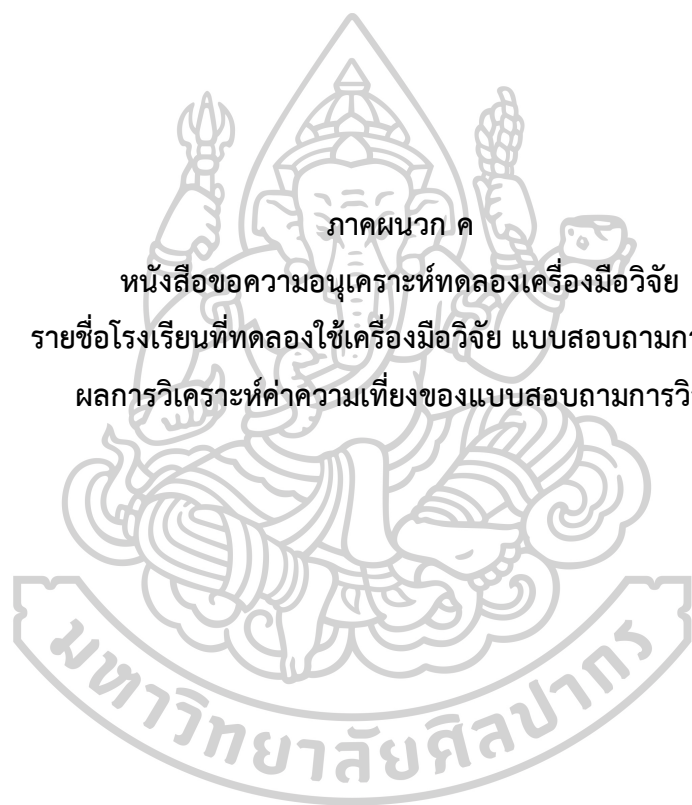 ภาคผนวก ค
หนังสือขอความอนุเคราะห์ทดลองเครื่องมือวิจัย
รายชื่อโรงเรียนที่ทดลองใช้เครื่องมือวิจัย แบบสอบถาม
ผลการวิเคราะห์ค่าความเที่ยงของแบบสอบถามการ
มหาวิทยาลัยศิลปากร